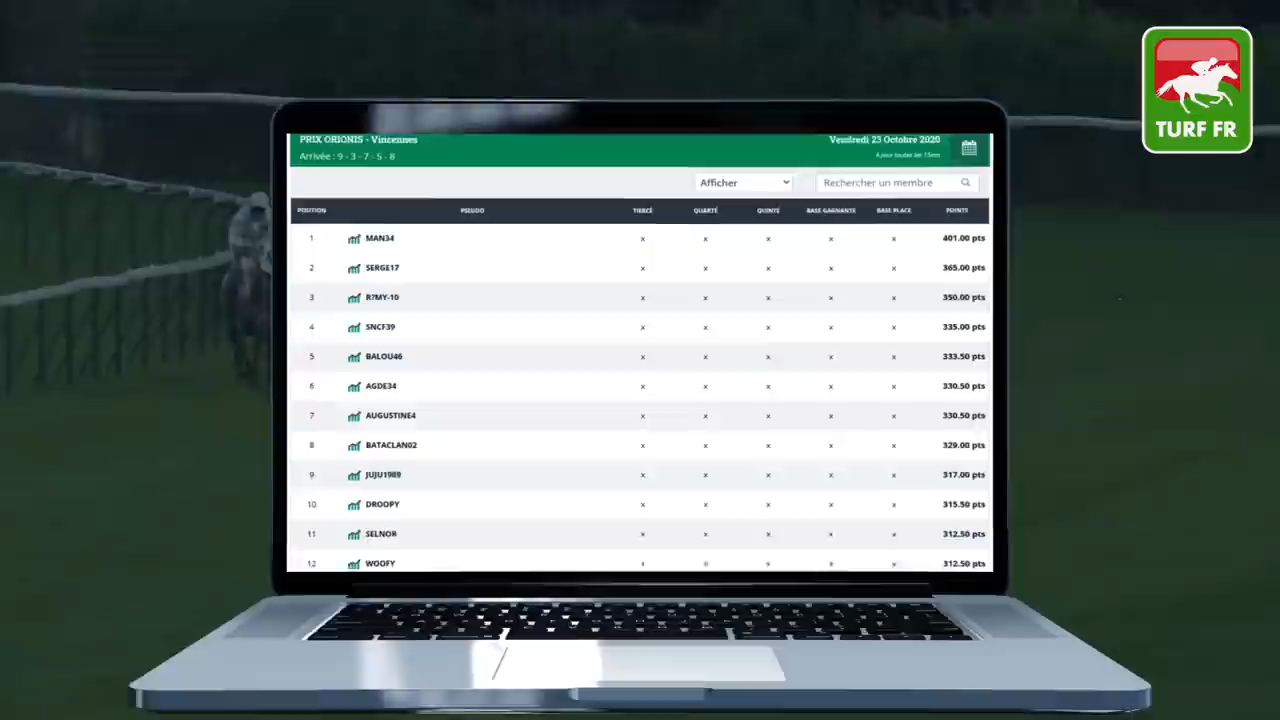 TURF FR
PRIX ORIONIS - Vincennes
Vendredi 23 Octobre 2020
Arrivée : 9 - 3 - 7 - 5 - 8
A jour toutes les 15mn
Afficher
Rechercher un membre
POSITION PSEUDO TIERCÉ QUARTÉ QUINTÉ BASE GAGNANTE BASE PLACE POINTS
1 MAN34 x x x x x 401.00 pts
2 SERGE17 x x x x x 365.00 pts
3 R?MY-10 x x x x x 350.00 pts
4 SNCF39 x x x x x 335.00 pts
5 BALOU46 x x x x x 333.50 pts
6 AGDE34 x x x x x 330.50 pts
7 AUGUSTINE4 x x x x x 330.50 pts
8 BATACLAN02 x x x x x 329.00 pts
9 JUJU1989 x x x x x 317.00 pts
10 DROOPY x x x x x 315.50 pts
11 SELNOR x x x x x 312.50 pts
12 WOOFY x x x x x 312.50 pts